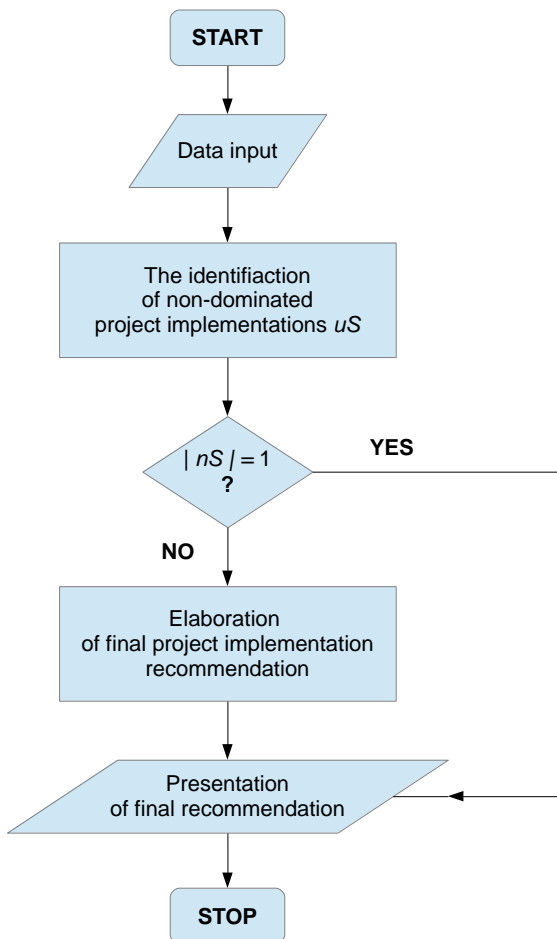 START
Data input
The identifiaction
of non-dominated
project implementations uS
| nS | = 1
?
YES
NO
Elaboration
of final project implementation
recommendation
Presentation
of final recommendation
STOP